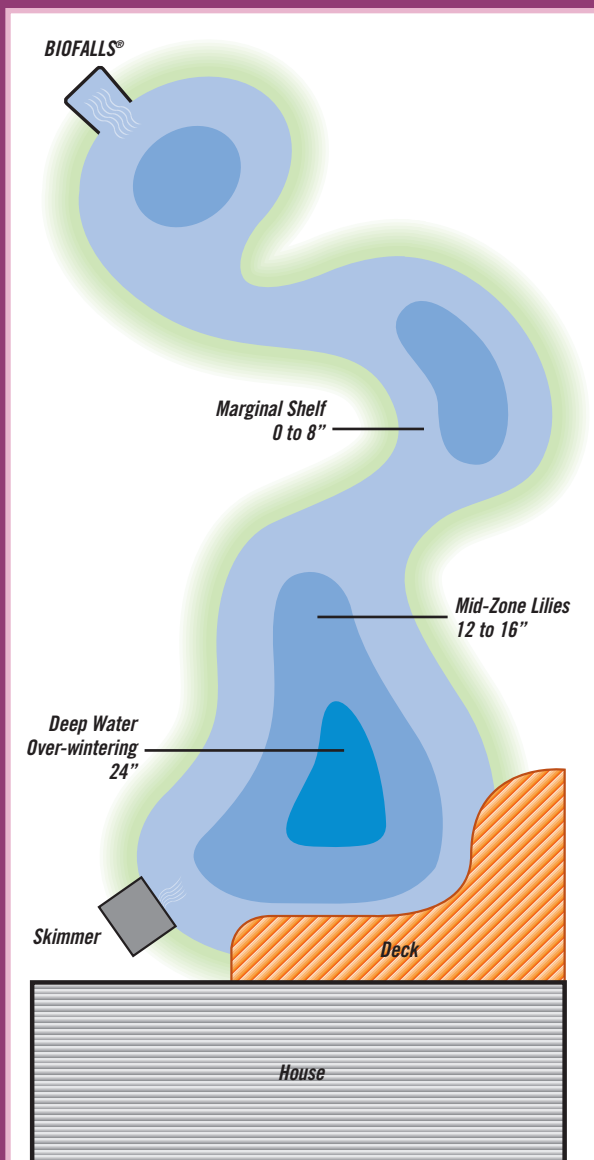 BIOFALLS®
Marginal Shelf
0 to 8”
Mid-Zone Lilies
12 to 16”
Deep Water
Over-wintering
24”
Skimmer
Deck
House